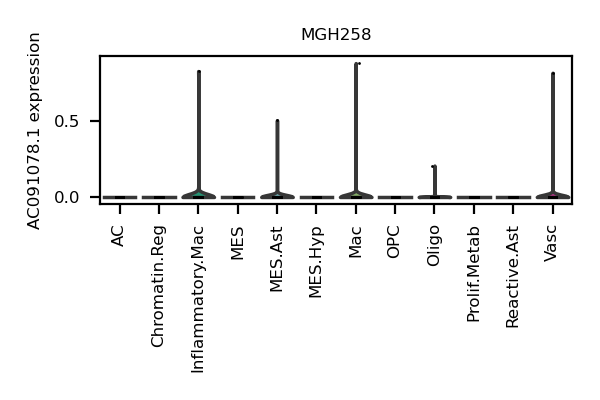 MGH258
AC091078.1 expression
0.5
0.0
AC
Chromatin.Reg
Inflammatory.Mac
MES
MES.Ast
MES.Hyp
Mac
OPC
Oligo
Prolif.Metab
Reactive.Ast
Vasc